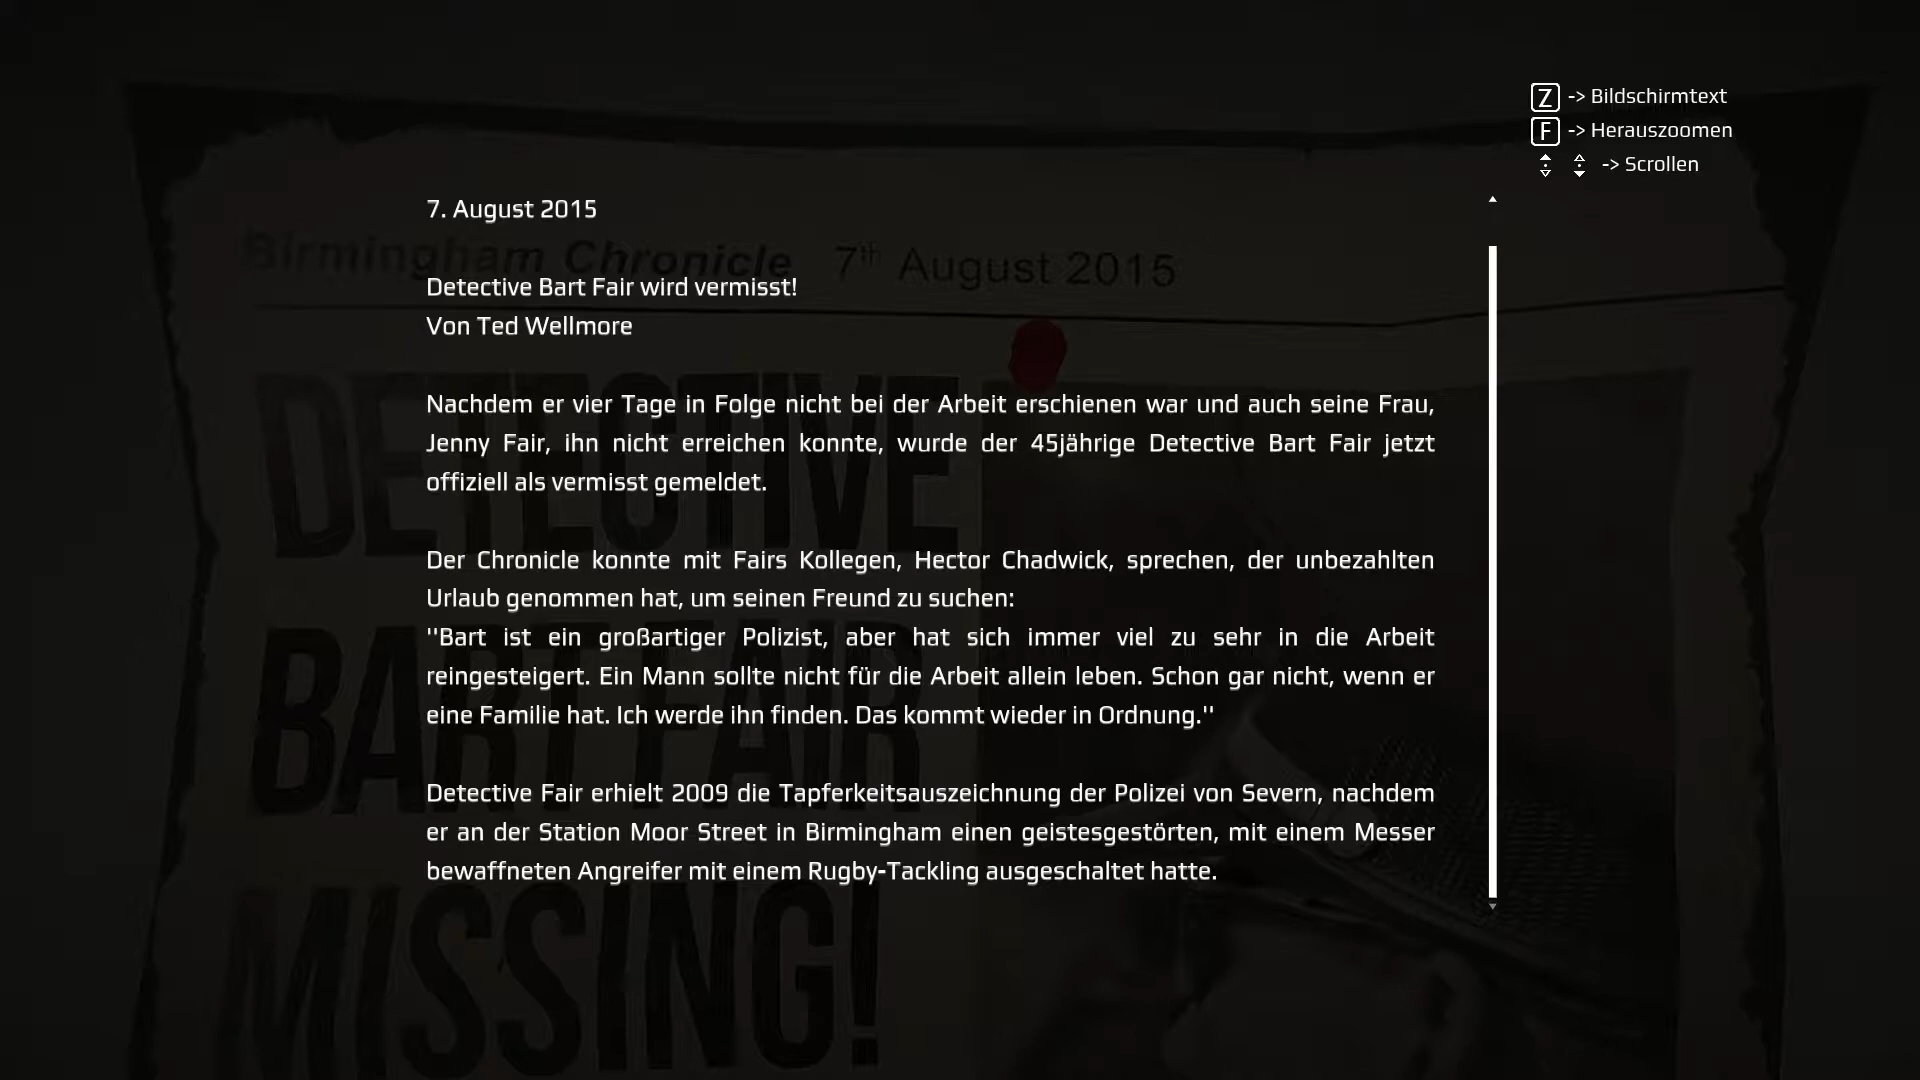 Z -> Bildschirmtext
F -> Herauszoomen
-> Scrollen
7. August 2015
Birmingham Chronicle 7th August 2015
Detective Bart Fair wird vermisst!
Von Ted Wellmore
Nachdem er vier Tage in Folge nicht bei der Arbeit erschienen war und auch seine Frau,
Jenny Fair, ihn nicht erreichen konnte, wurde der 45jährige Detective Bart Fair jetzt
offiziell als vermisst gemeldet.
Der Chronicle konnte mit Fairs Kollegen, Hector Chadwick, sprechen, der unbezahlten
Urlaub genommen hat, um seinen Freund zu suchen:
''Bart ist ein großartiger Polizist, aber hat sich immer viel zu sehr in die Arbeit
reingesteigert. Ein Mann sollte nicht für die Arbeit allein leben. Schon gar nicht, wenn er
eine Familie hat. Ich werde ihn finden. Das kommt wieder in Ordnung.''
Detective Fair erhielt 2009 die Tapferkeitsauszeichnung der Polizei von Severn, nachdem
er an der Station Moor Street in Birmingham einen geistesgestörten, mit einem Messer
bewaffneten Angreifer mit einem Rugby-Tackling ausgeschaltet hatte.
DETECTIVE
BART FAIR
MISSING!